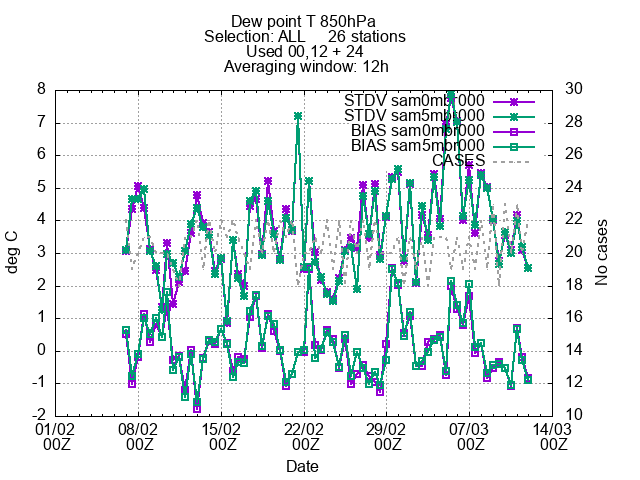 Dew point T 850hPa
Selection: ALL 26 stations
Used 00,12 + 24
Averaging window: 12h
STDV sam0mbr000
STDV sam5mbr000
BIAS sam0mbr000
BIAS sam5mbr000
CASES
deg C
8
7
6
5
4
3
2
1
0
-1
-2
30
28
26
24
22
20
18
16
14
12
10
No cases
01/02 08/02 15/02 22/02 29/02 07/03 14/03
00Z 00Z 00Z 00Z 00Z 00Z 00Z
Date